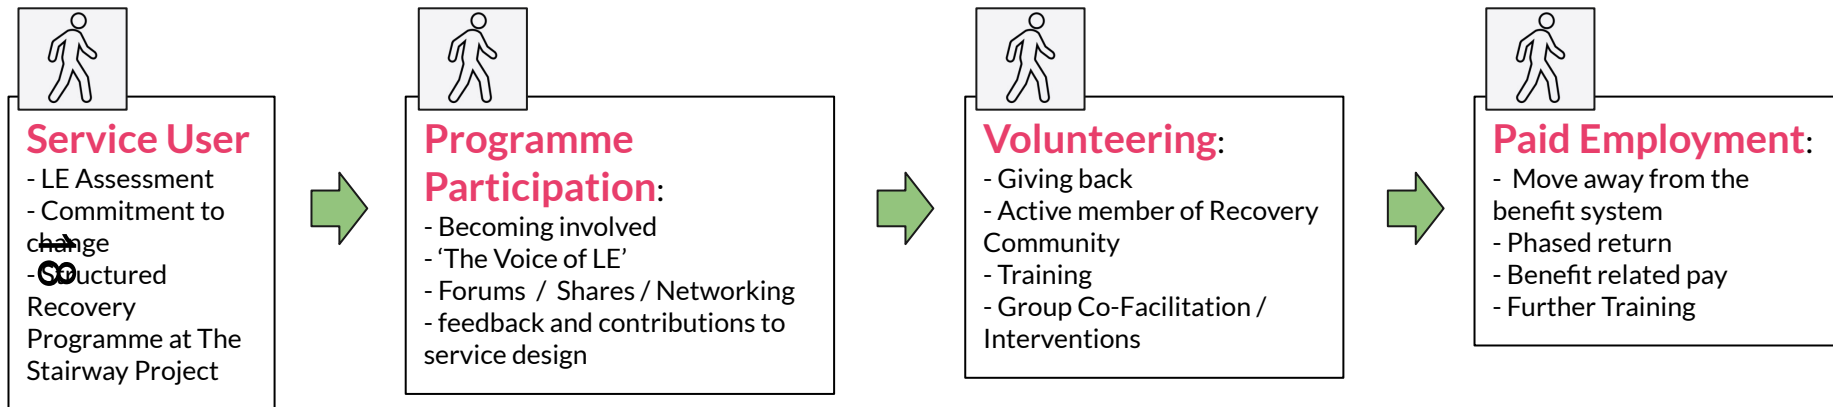 Service User
- LE Assessment
- Commitment to
change
- Structured
Recovery
Programme at The
Stairway Project
Programme
Participation:
- Becoming involved
- ‘The Voice of LE’
- Forums / Shares / Networking
- feedback and contributions to
service design
Volunteering:
- Giving back
- Active member of Recovery
Community
- Training
- Group Co-Facilitation /
Interventions
Paid Employment:
- Move away from the
benefit system
- Phased return
- Benefit related pay
- Further Training